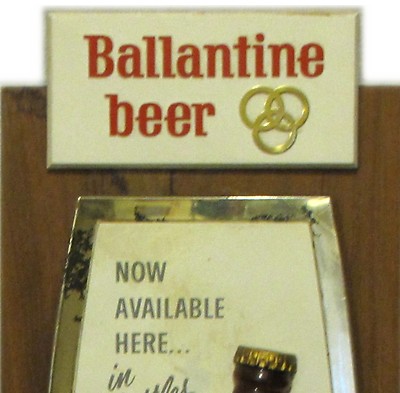 Ballantine
beer
NOW
AVAILABLE
HERE...
in